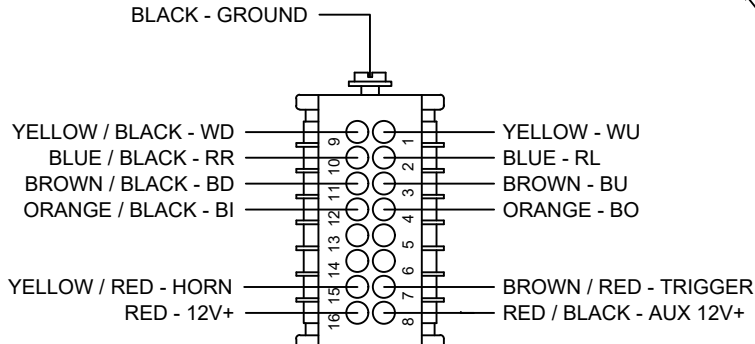 BLACK - GROUND
YELLOW / BLACK - WD 9 1 YELLOW - WU
BLUE / BLACK - RR 10 2 BLUE - RL
BROWN / BLACK - BD 11 3 BROWN - BU
ORANGE / BLACK - BI 12 4 ORANGE - BO
13 5
14 6
YELLOW / RED - HORN 15 7 BROWN / RED - TRIGGER
RED - 12V+ 16 8 RED / BLACK - AUX 12V+